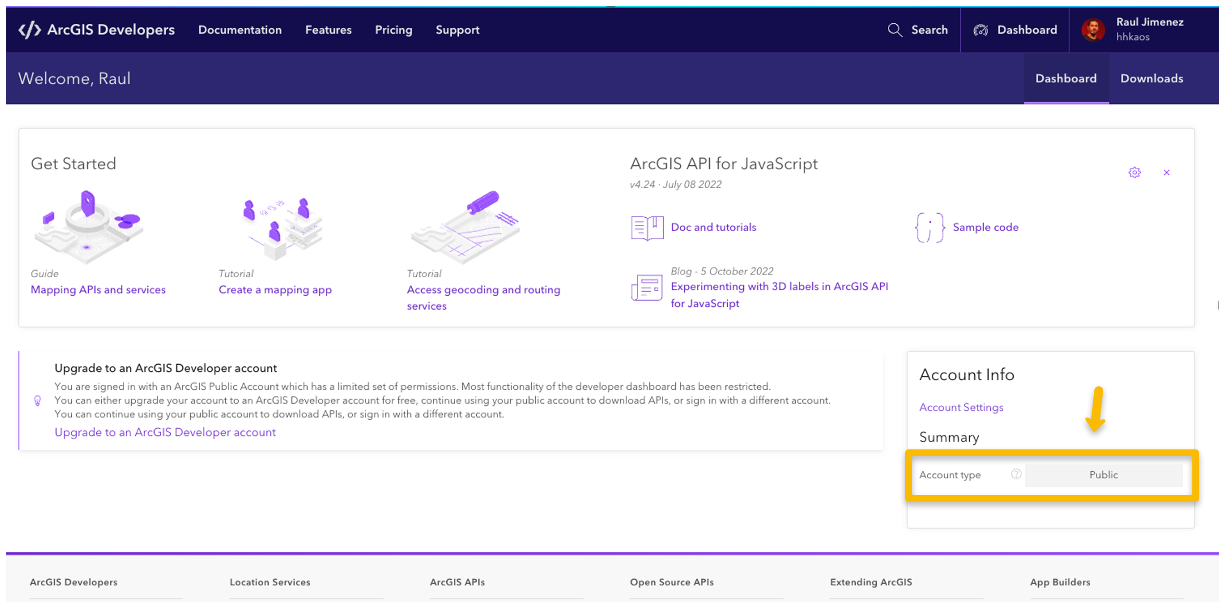 </> ArcGIS Developers Documentation Features Pricing Support Search Dashboard Raul Jimenez
hhkaos
Welcome, Raul Dashboard Downloads
Get Started
Guide
Mapping APIs and services
Tutorial
Create a mapping app
Tutorial
Access geocoding and routing
services
ArcGIS API for JavaScript
v4.24 · July 08 2022
Doc and tutorials
Sample code
Blog - 5 October 2022
Experimenting with 3D labels in ArcGIS API
for JavaScript
Upgrade to an ArcGIS Developer account
You are signed in with an ArcGIS Public Account which has a limited set of permissions. Most functionality of the developer dashboard has been restricted.
You can either upgrade your account to an ArcGIS Developer account for free, continue using your public account to download APIs, or sign in with a different account.
You can continue using your public account to download APIs, or sign in with a different account.
Upgrade to an ArcGIS Developer account
Account Info
Account Settings
Summary
Account type ? Public
ArcGIS Developers Location Services ArcGIS APIs Open Source APIs Extending ArcGIS App Builders